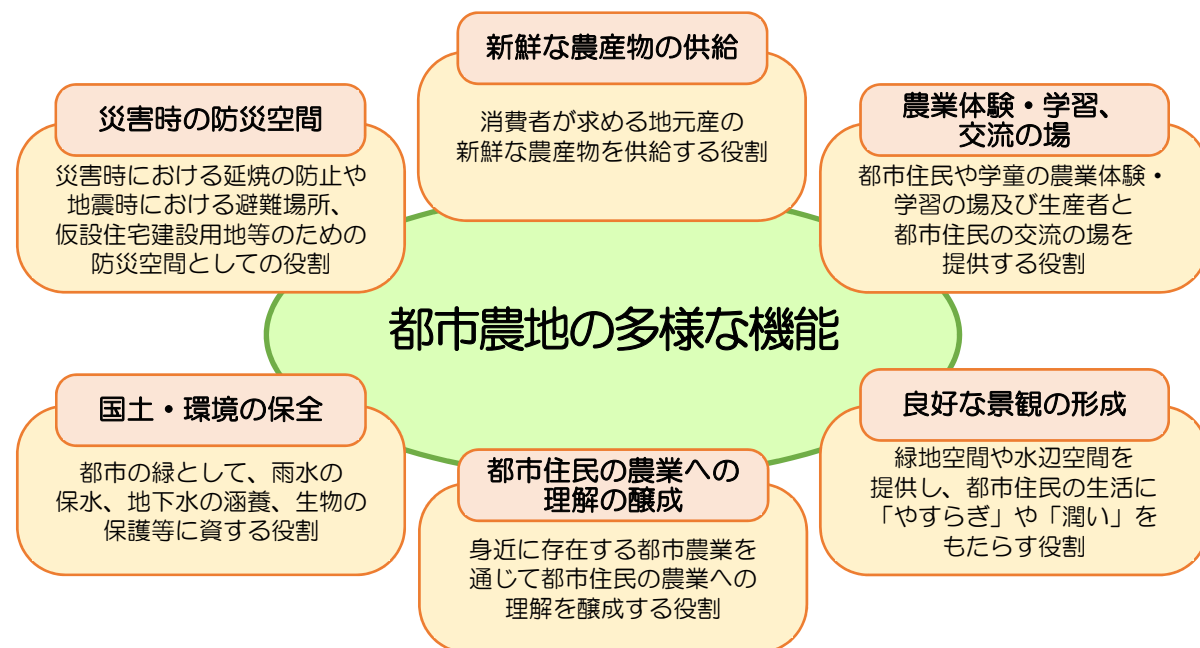 新鮮な農産物の供給
消費者が求める地元産の
新鮮な農産物を供給する役割
災害時の防災空間
災害時における延焼の防止や
地震時における避難場所、
仮設住宅建設用地等のための
防災空間としての役割
農業体験・学習、
交流の場
都市住民や学童の農業体験・
学習の場及び生産者と
都市住民の交流の場を
提供する役割
都市農地の多様な機能
国土・環境の保全
都市の緑として、雨水の
保水、地下水の涵養、生物の
保護等に資する役割
都市住民の農業への
理解の醸成
身近に存在する都市農業を
通じて都市住民の農業への
理解を醸成する役割
良好な景観の形成
緑地空間や水辺空間を
提供し、都市住民の生活に
「やすらぎ」や「潤い」を
もたらす役割